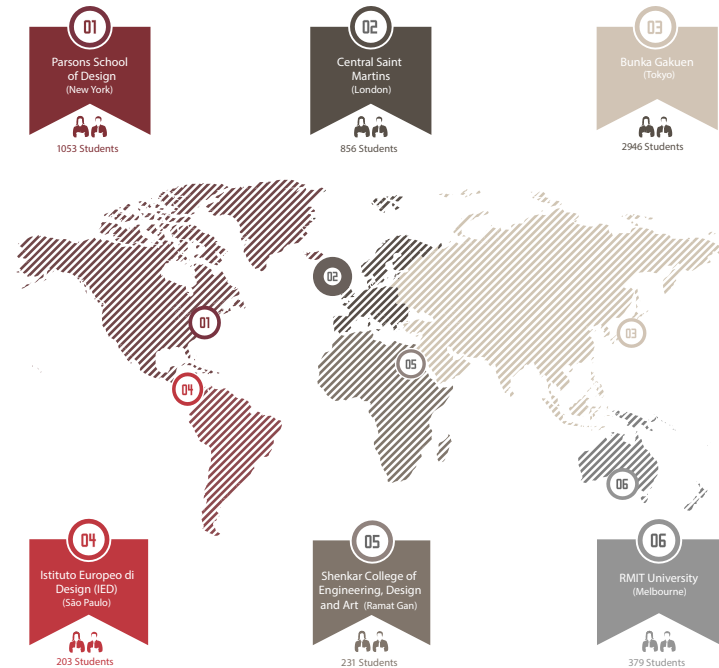 01
Parsons School
of Design
(New York)
1053 Students
02
Central Saint
Martins
(London)
856 Students
03
Bunka Gakuen
(Tokyo)
2946 Students
02
01
03
05
04
06
04
Istituto Europeo di
Design (IED)
(São Paulo)
203 Students
05
Shenkar College of
Engineering, Design
and Art (Ramat Gan)
231 Students
06
RMIT University
(Melbourne)
379 Students